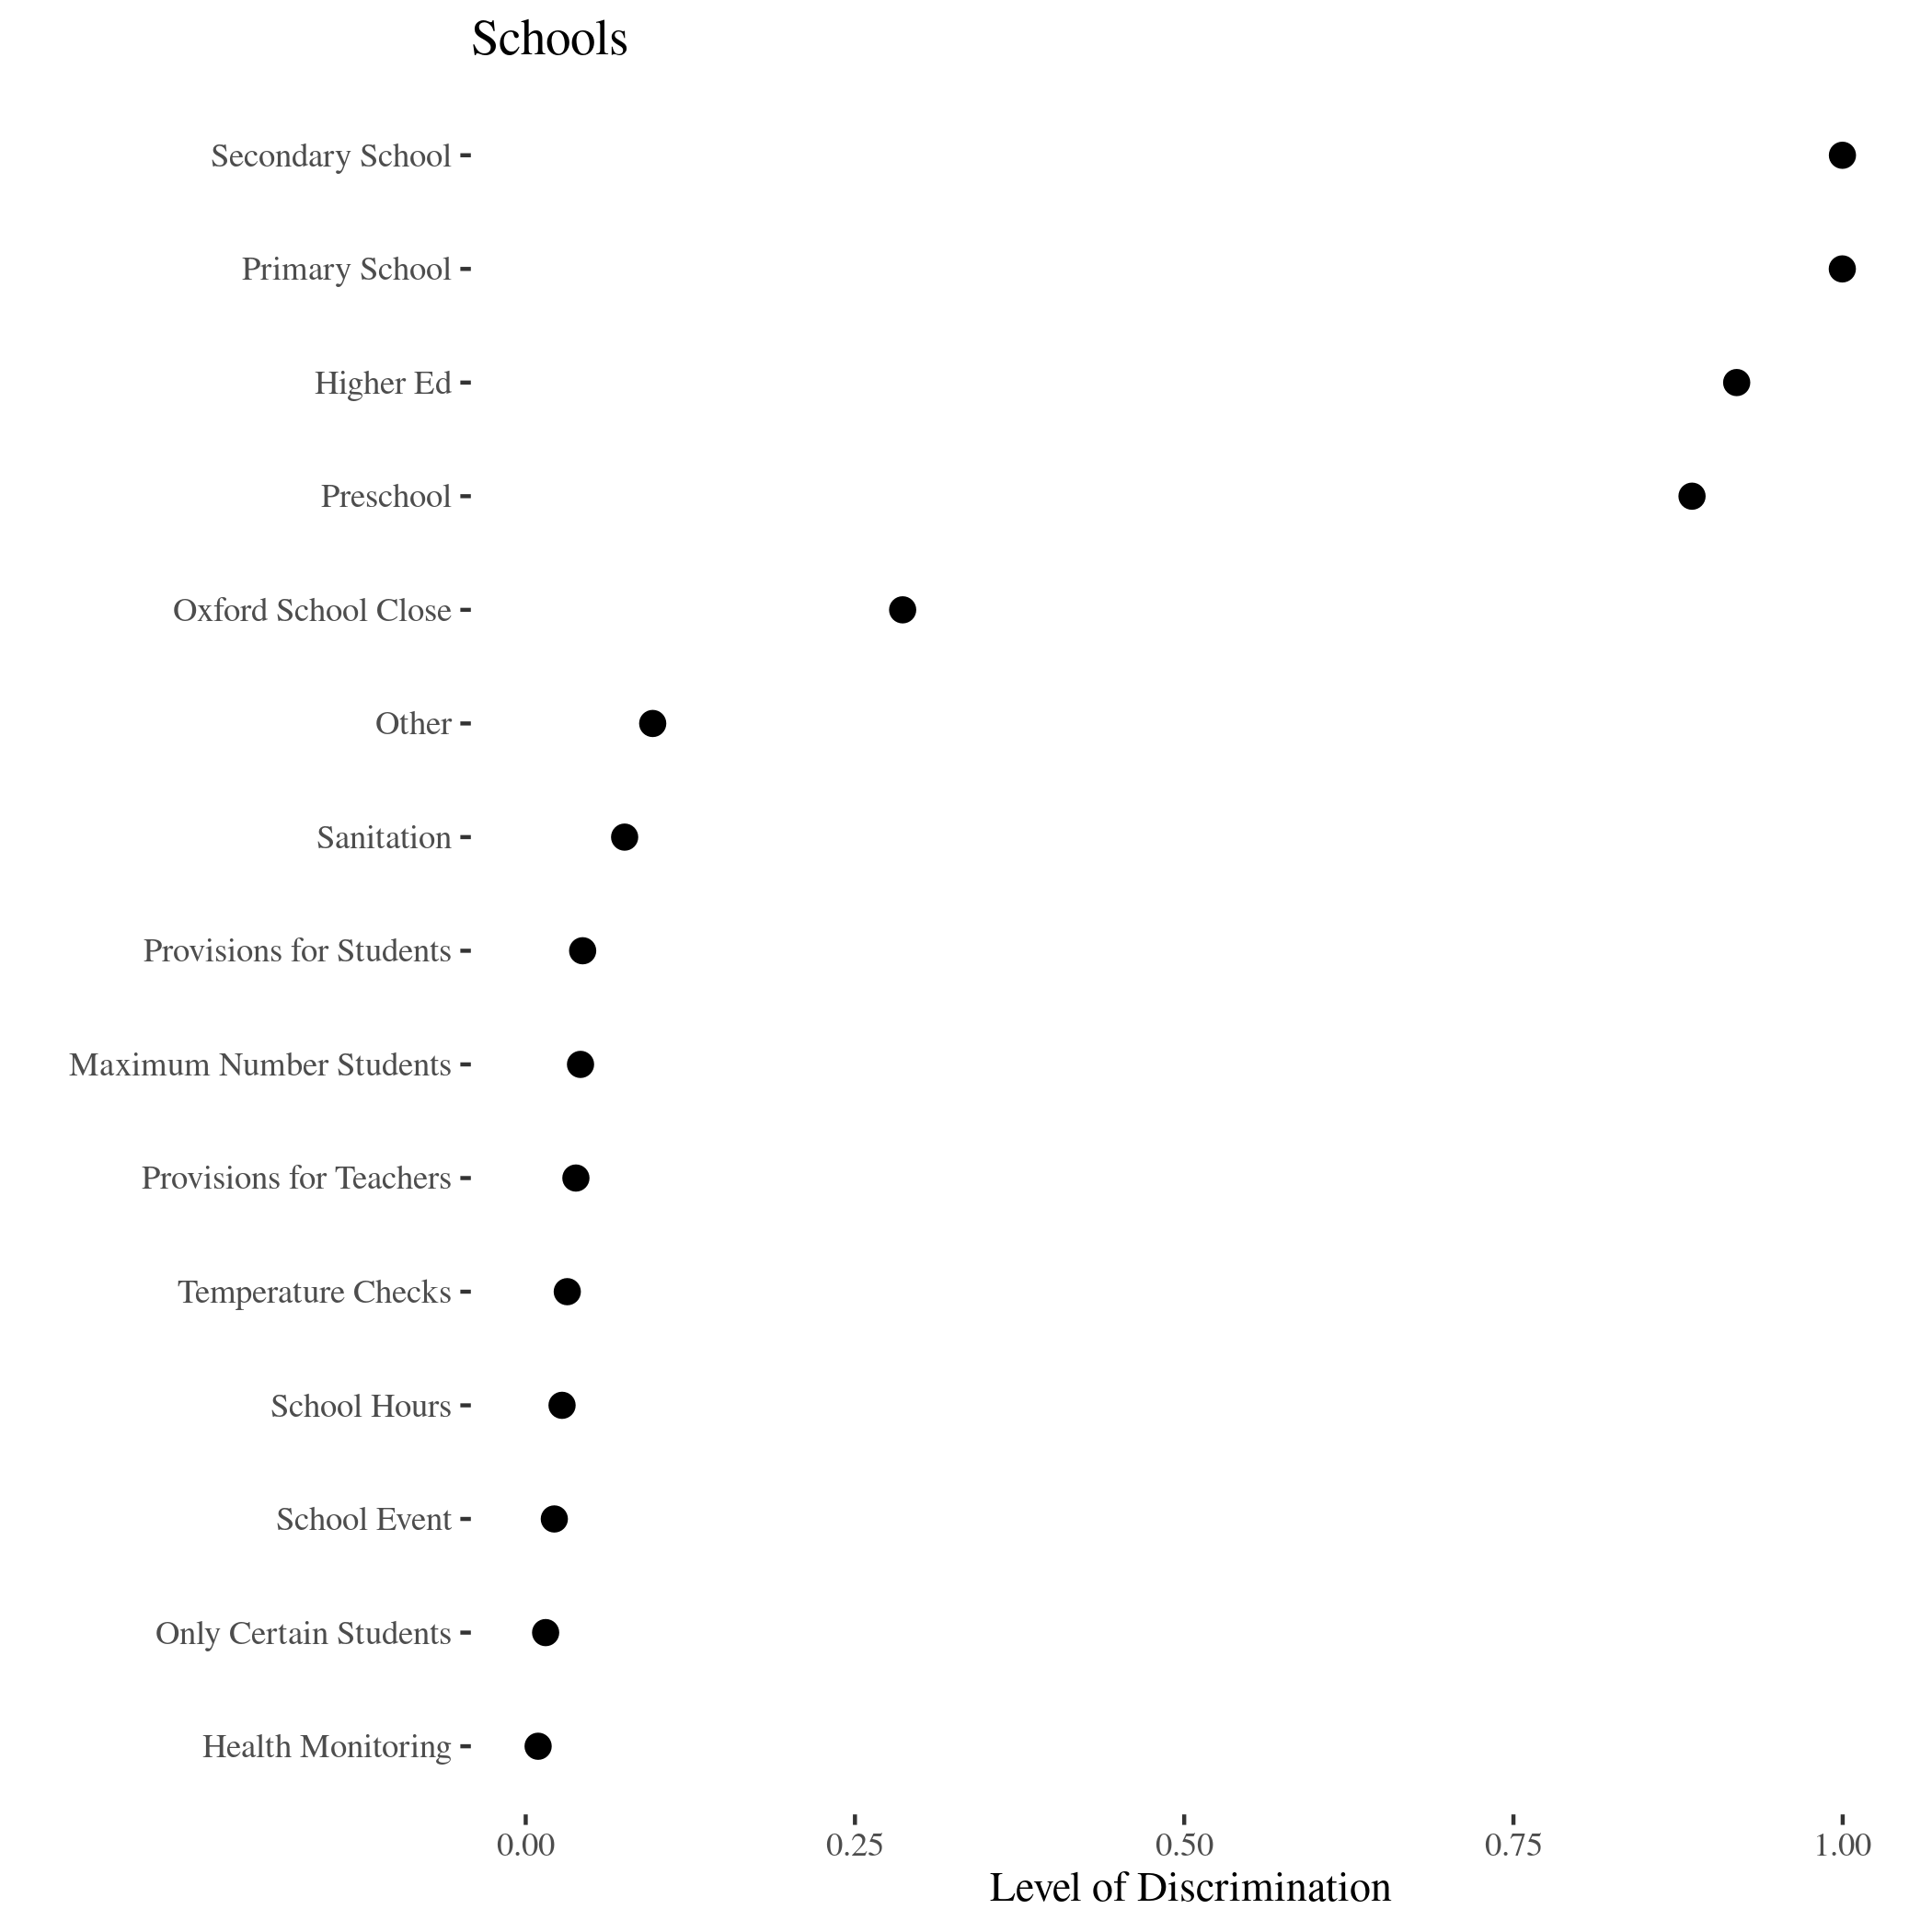 Schools
Secondary School
Primary School
Higher Ed
Preschool
Oxford School Close
Other
Sanitation
Provisions for Students
Maximum Number Students
Provisions for Teachers
Temperature Checks
School Hours
School Event
Only Certain Students
Health Monitoring
0.00 0.25 0.50 0.75 1.00
Level of Discrimination